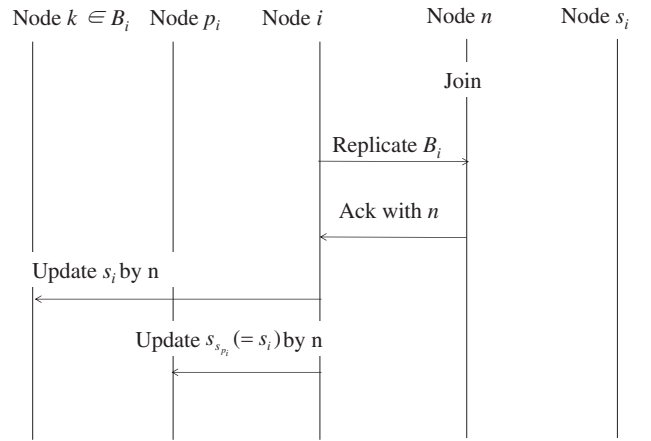 Node k ∈ B_i Node p_i Node i Node n Node s_i
Join
Replicate B_i
Ack with n
Update s_i by n
Update s_{s_{p_i}} (= s_i) by n